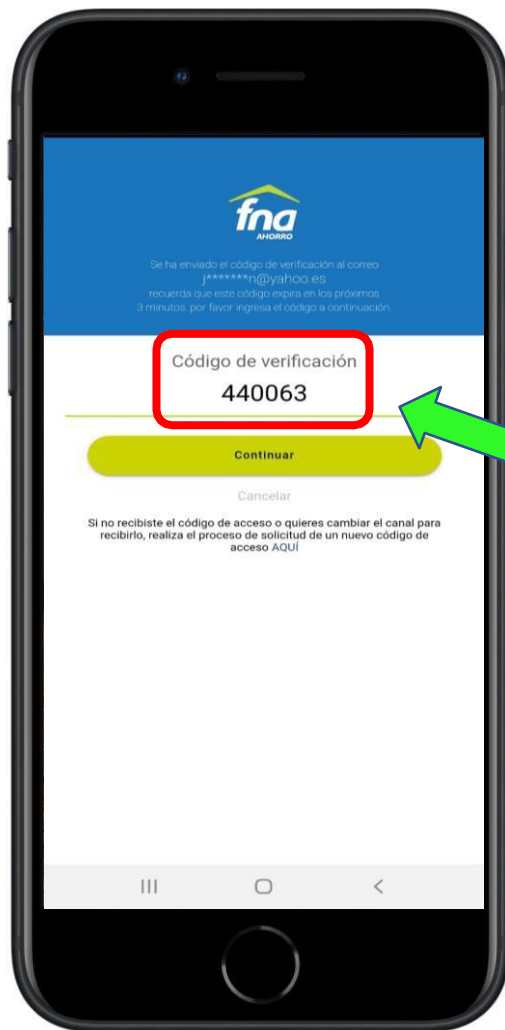 fna
AHORRO
Se ha enviado el código de verificación al correo
j*******n@yahoo.es
recuerda que este código expira en los próximos
3 minutos. por favor ingresa el código a continuación.
Código de verificación
440063
Continuar
Cancelar
Si no recibiste el código de acceso o quieres cambiar el canal para
recibirlo, realiza el proceso de solicitud de un nuevo código de
acceso AQUÍ